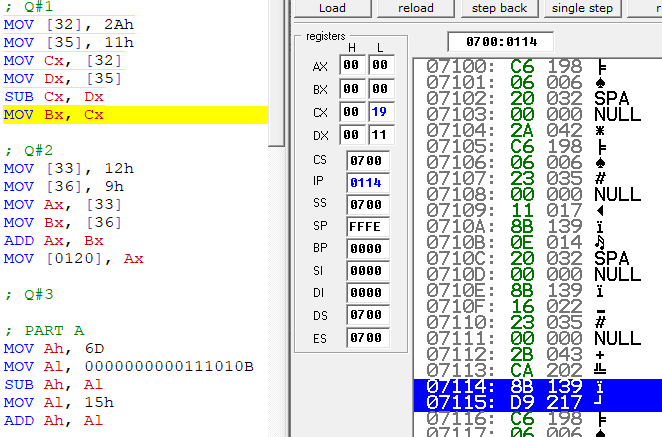 ; Q#1
MOV [32], 2Ah
MOV [35], 11h
MOV Cx, [32]
MOV Dx, [35]
SUB Cx, Dx
MOV Bx, Cx
; Q#2
MOV [33], 12h
MOV [36], 9h
MOV Ax, [33]
MOV Bx, [36]
ADD Ax, Bx
MOV [0120], Ax
; Q#3
; PART A
MOV Ah, 6D
MOV Al, 0000000000111010B
SUB Ah, Al
MOV Al, 15h
ADD Ah, Al
Load reload step back single step
registers
H L
AX 00 00
BX 00 00
CX 00 19
DX 00 11
CS 0700
IP 0114
SS 0700
SP FFFE
BP 0000
SI 0000
DI 0000
DS 0700
ES 0700
0700:0114
07100: C6 198 ╞
07101: 06 006 ♠
07102: 20 032 SPA
07103: 00 000 NULL
07104: 2A 042 *
07105: C6 198 ╞
07106: 06 006 ♠
07107: 23 035 #
07108: 00 000 NULL
07109: 11 017 ◄
0710A: 8B 139 ï
0710B: 0E 014 ♫
0710C: 20 032 SPA
0710D: 00 000 NULL
0710E: 8B 139 ï
0710F: 16 022 ▬
07110: 23 035 #
07111: 00 000 NULL
07112: 2B 043 +
07113: CA 202 ╩
07114: 8B 139 ï
07115: D9 217 ┘
07116: C6 198 ╞
07117: 06 006 ♠